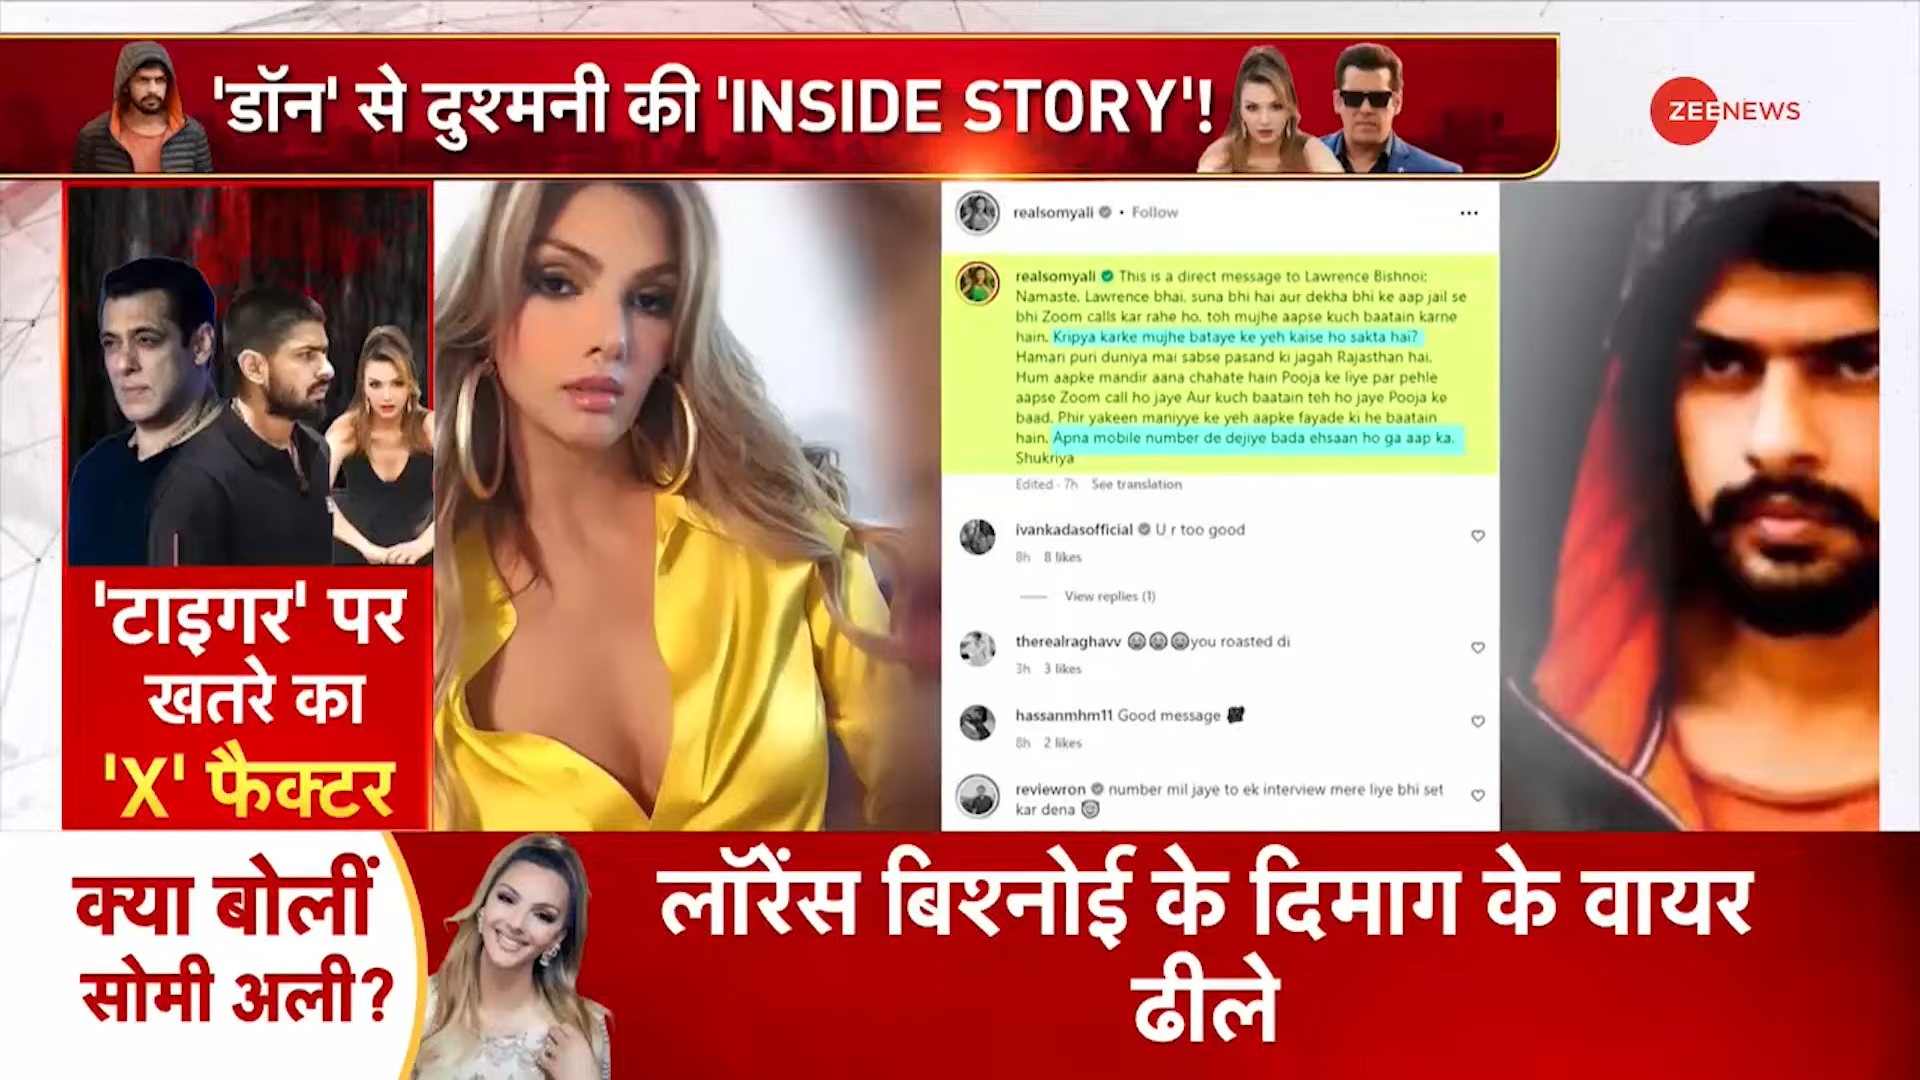 'डॉन' से दुश्मनी की 'INSIDE STORY'!
ZEENEWS
'टाइगर' पर
खतरे का
'X' फैक्टर
realsomyali • Follow
realsomyali This is a direct message to Lawrence Bishnoi:
Namaste, Lawrence bhai, suna bhi hai aur dekha bhi ke aap jail se
bhi Zoom calls kar rahe ho, toh mujhe aapse kuch baatain karne
hain. Kripya karke mujhe bataye ke yeh kaise ho sakta hai?
Hamari puri duniya mai sabse pasand ki jagah Rajasthan hai.
Hum aapke mandir aana chahate hain Pooja ke liye par pehle
aapse Zoom call ho jaye Aur kuch baatain teh ho jaye Pooja ke
baad. Phir yakeen maniyye ke yeh aapke fayade ki he baatain
hain. Apna mobile number de dejiye bada ehsaan ho ga aap ka.
Shukriya
Edited · 7h See translation
ivankadasofficial U r too good
8h 8 likes
View replies (1)
therealraghavv you roasted di
3h 3 likes
hassanmhm11 Good message
8h 2 likes
reviewron number mil jaye to ek interview mere liye bhi set
kar dena
क्या बोलीं
सोमी अली?
लॉरेंस बिश्नोई के दिमाग के वायर
ढीले